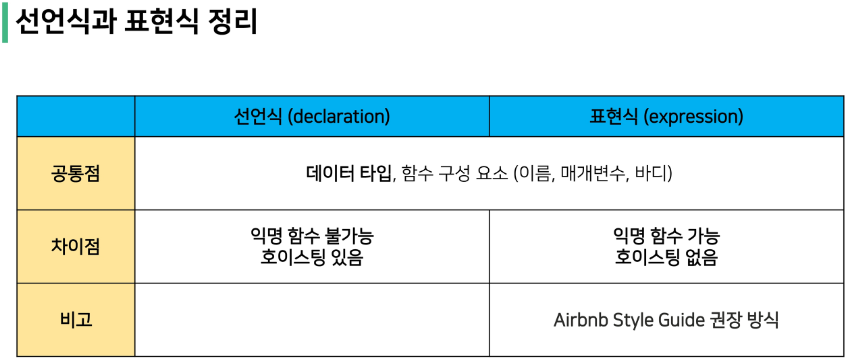 선언식과 표현식 정리
선언식 (declaration)
표현식 (expression)
공통점
데이터 타입, 함수 구성 요소 (이름, 매개변수, 바디)
차이점
익명 함수 불가능
호이스팅 있음
익명 함수 가능
호이스팅 없음
비고
Airbnb Style Guide 권장 방식